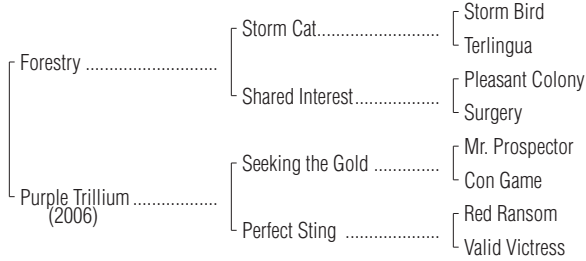 Storm Bird
Storm Cat..............................
Terlingua
Forestry ................................
Pleasant Colony
Shared Interest.....................
Surgery
Mr. Prospector
Seeking the Gold ................
Con Game
Purple Trillium .....................
(2006)
Red Ransom
Perfect Sting .......................
Valid Victress